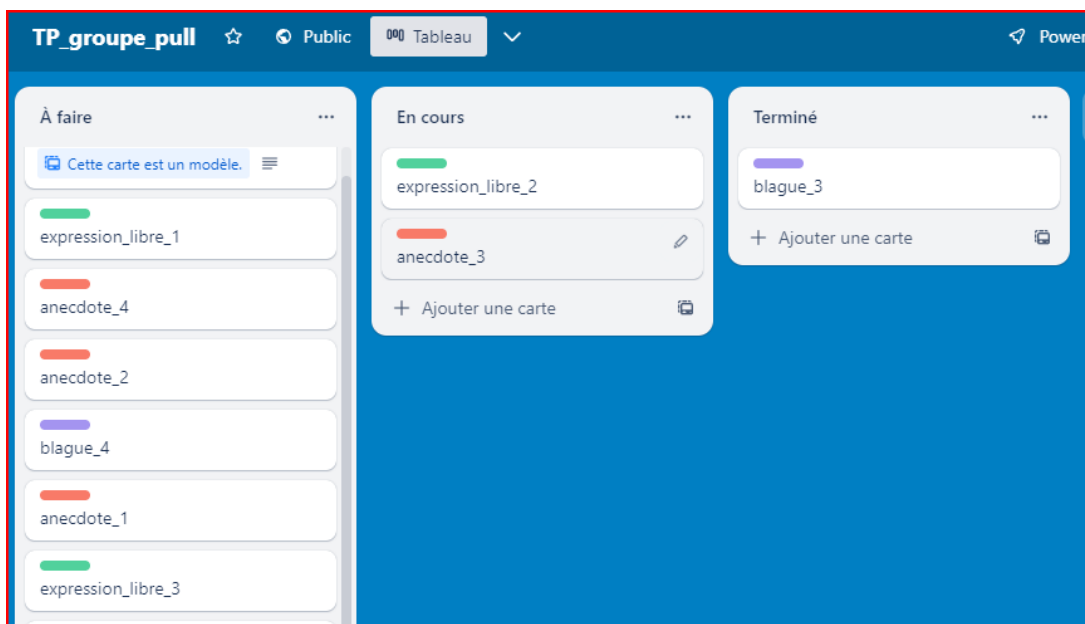 TP_groupe_pull Public Tableau Power
À faire
Cette carte est un modèle.
expression_libre_1
anecdote_4
anecdote_2
blague_4
anecdote_1
expression_libre_3
En cours
expression_libre_2
anecdote_3
+ Ajouter une carte
Terminé
blague_3
+ Ajouter une carte